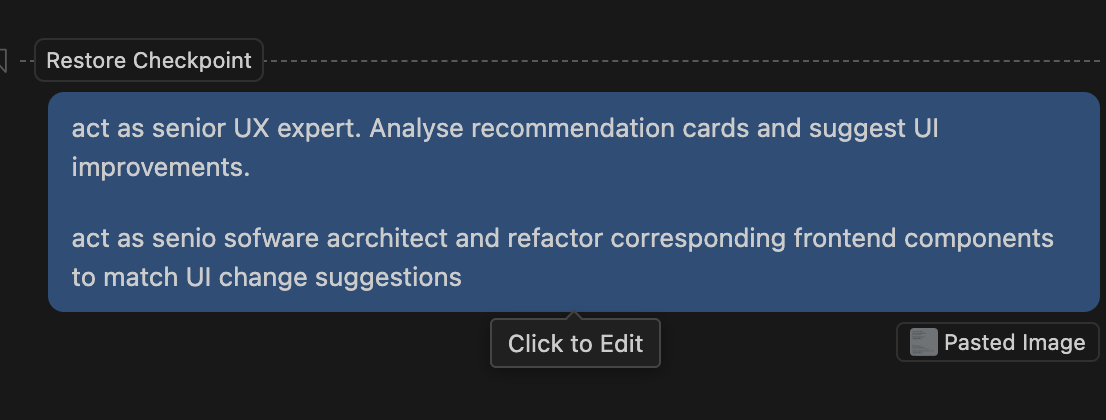 Restore Checkpoint
act as senior UX expert. Analyse recommendation cards and suggest UI
improvements.
act as senio sofware acrchitect and refactor corresponding frontend components
to match UI change suggestions
Click to Edit
Pasted Image